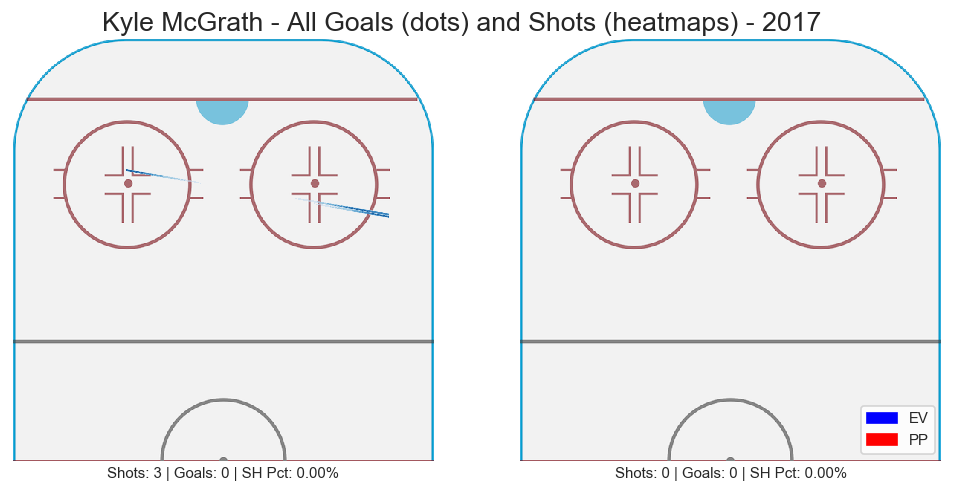 Kyle McGrath - All Goals (dots) and Shots (heatmaps) - 2017
EV
PP
Shots: 3 | Goals: 0 | SH Pct: 0.00%
Shots: 0 | Goals: 0 | SH Pct: 0.00%